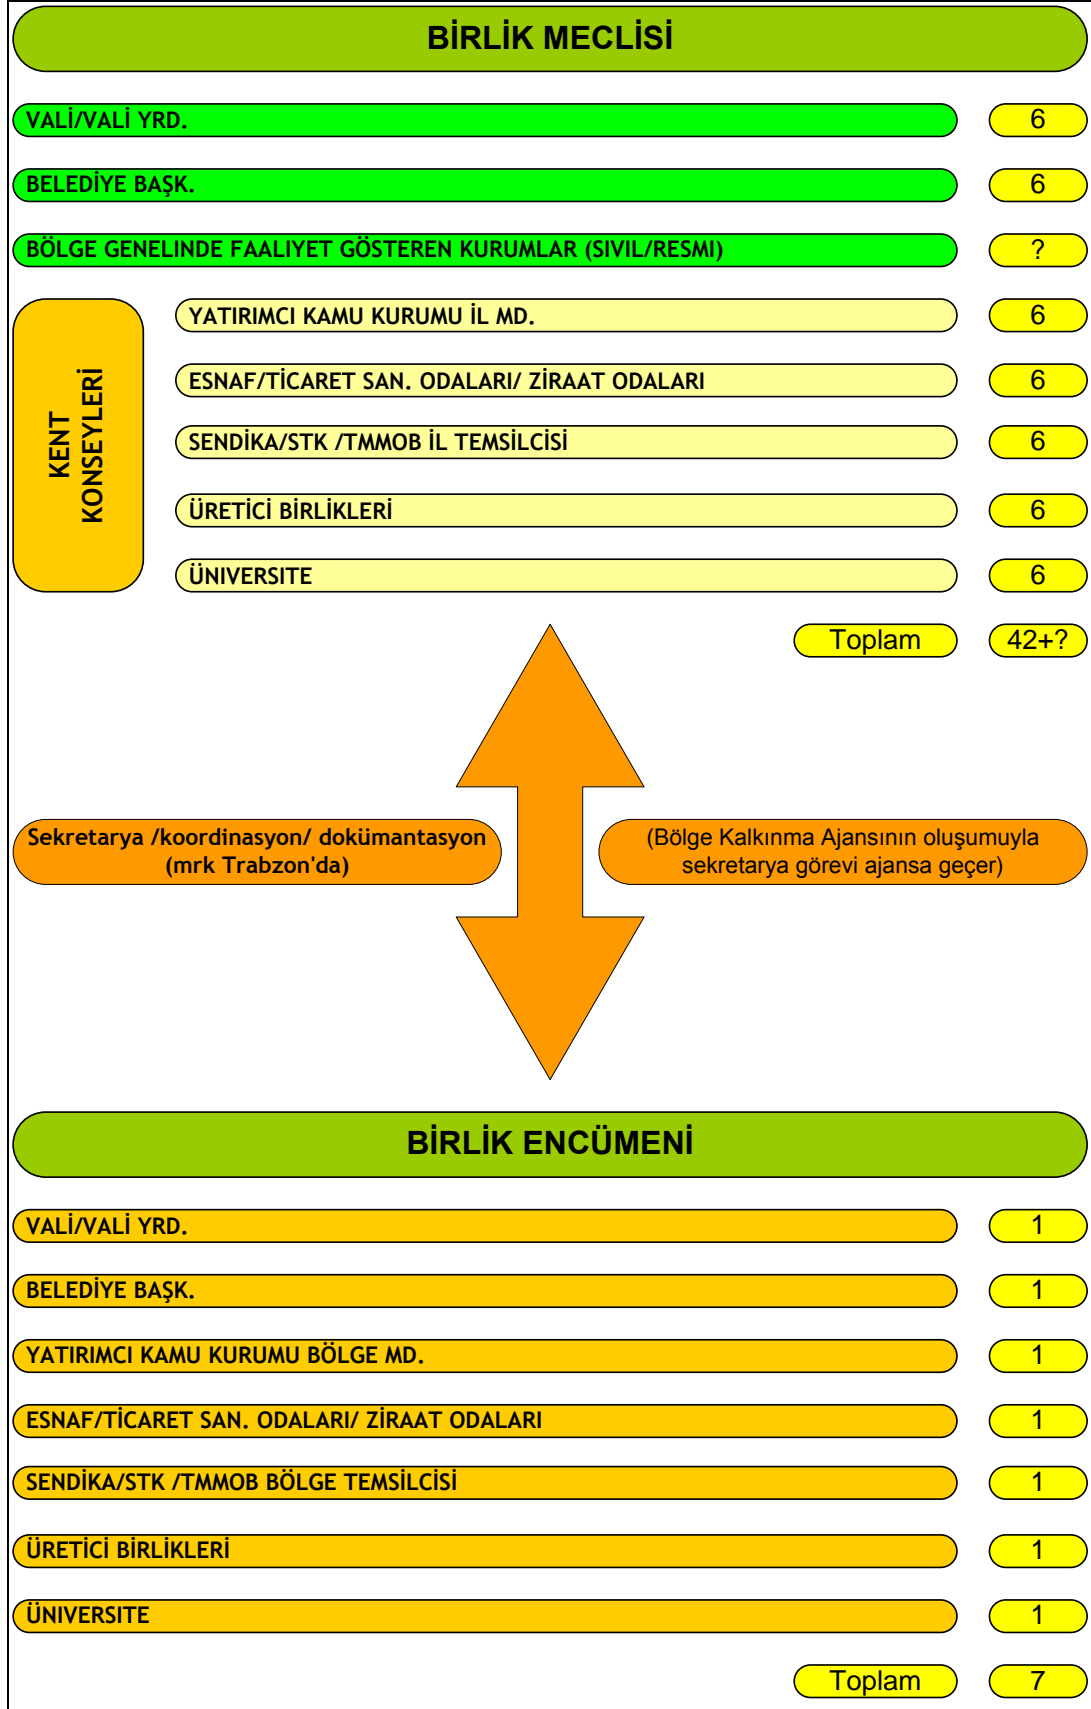 BİRLİK MECLİSİ
VALİ/VALİ YRD.
6
BELEDİYE BAŞK.
6
BÖLGE GENELINDE FAALIYET GÖSTEREN KURUMLAR (SIVIL/RESMI)
?
KENT
KONSEYLERİ
YATIRIMCI KAMU KURUMU İL MD.
6
ESNAF/TİCARET SAN. ODALARI/ ZİRAAT ODALARI
6
SENDİKA/STK /TMMOB İL TEMSİLCİSİ
6
ÜRETİCİ BİRLİKLERİ
6
ÜNIVERSITE
6
Toplam
42+?
Sekretarya /koordinasyon/ dokümantasyon
(mrk Trabzon'da)
(Bölge Kalkınma Ajansının oluşumuyla
sekretarya görevi ajansa geçer)
BİRLİK ENCÜMENİ
VALİ/VALİ YRD.
1
BELEDİYE BAŞK.
1
YATIRIMCI KAMU KURUMU BÖLGE MD.
1
ESNAF/TİCARET SAN. ODALARI/ ZİRAAT ODALARI
1
SENDİKA/STK /TMMOB BÖLGE TEMSİLCİSİ
1
ÜRETİCİ BİRLİKLERİ
1
ÜNIVERSITE
1
Toplam
7